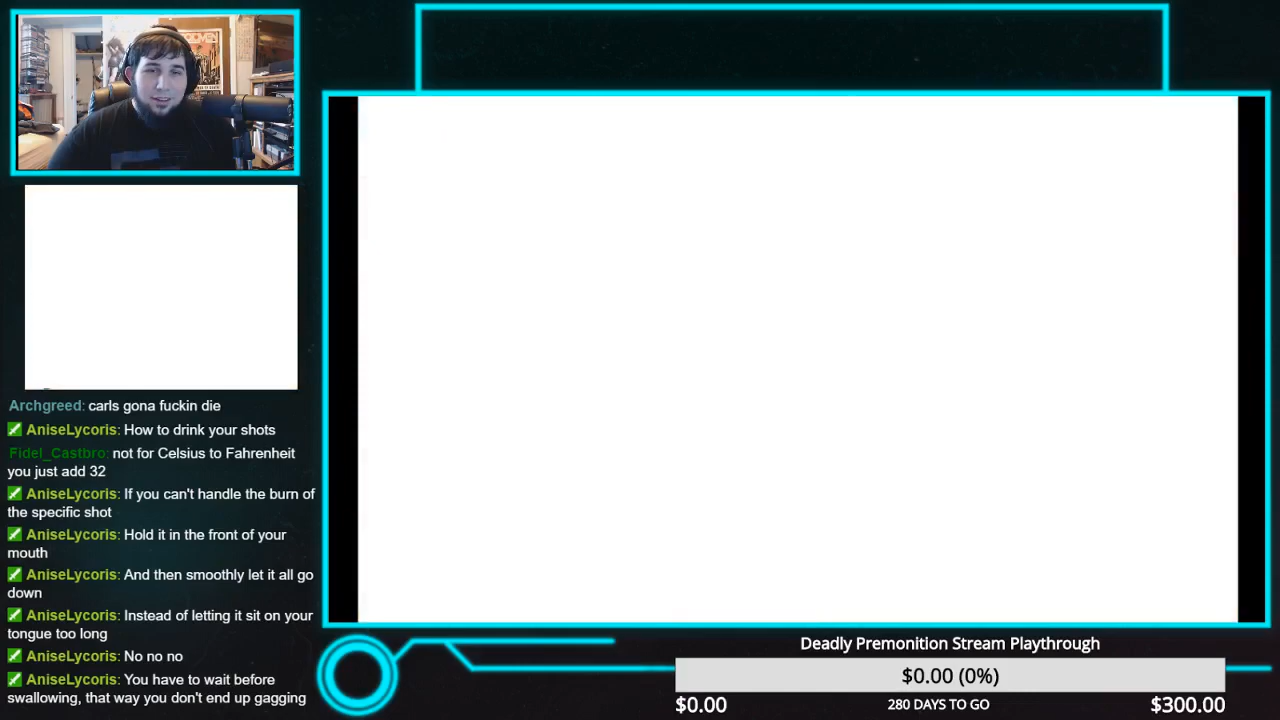 Archgreed: carls gona fuckin die
AniseLycoris: How to drink your shots
Fidel_Castbro: not for Celsius to Fahrenheit
you just add 32
AniseLycoris: If you can't handle the burn of
the specific shot
AniseLycoris: Hold it in the front of your
mouth
AniseLycoris: And then smoothly let it all go
down
AniseLycoris: Instead of letting it sit on your
tongue too long
AniseLycoris: No no no
AniseLycoris: You have to wait before
swallowing, that way you don't end up gagging
Deadly Premonition Stream Playthrough
$0.00 (0%)
$0.00 280 DAYS TO GO $300.00